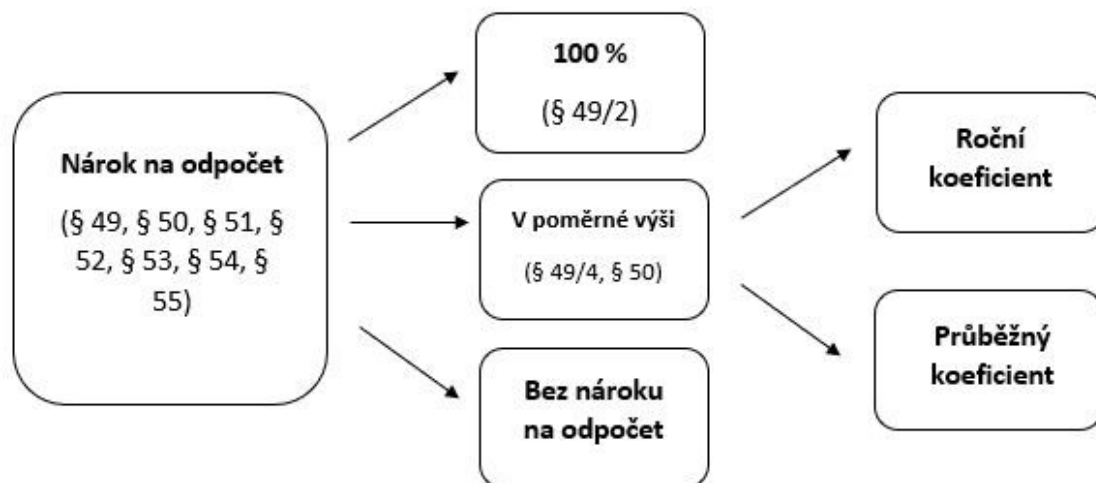 Nárok na odpočet
(§ 49, § 50, § 51, §
52, § 53, § 54, §
55)
100 %
(§ 49/2)
V poměrné výši
(§ 49/4, § 50)
Bez nároku
na odpočet
Roční
koeficient
Průběžný
koeficient